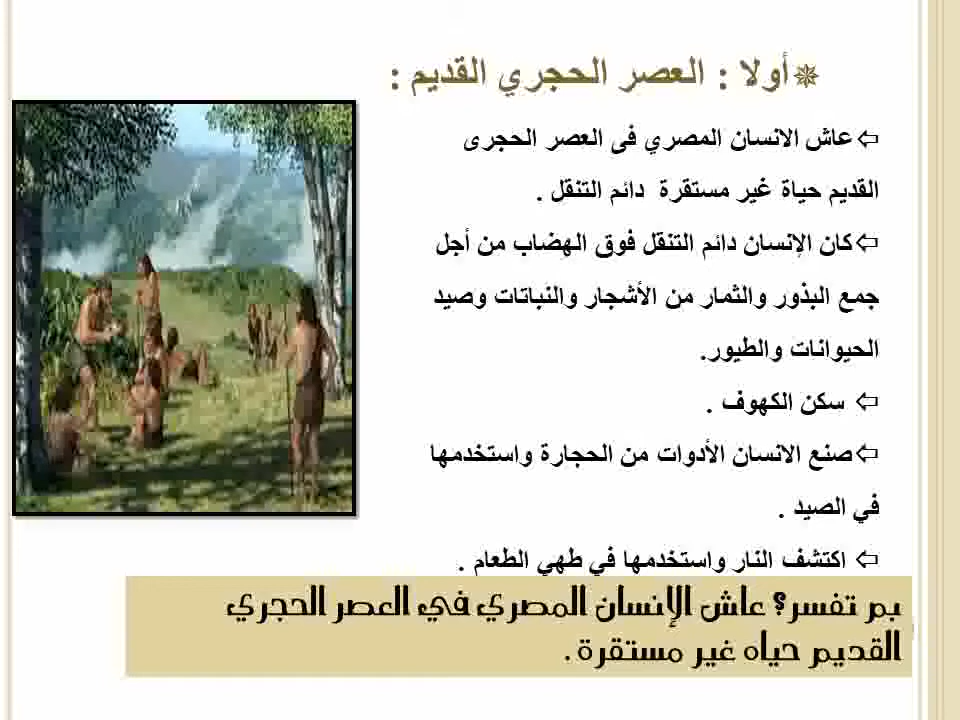 أولا : العصر الحجري القديم :
عاش الانسان المصري فى العصر الحجرى
القديم حياة غير مستقرة دائم التنقل .
كان الإنسان دائم التنقل فوق الهضاب من أجل
جمع البذور والثمار من الأشجار والنباتات وصيد
الحيوانات والطيور.
سكن الكهوف .
صنع الانسان الأدوات من الحجارة واستخدمها
في الصيد .
اكتشف النار واستخدمها في طهي الطعام .
بم تفسر؟ عاش الإنسان المصري في العصر الحجري
القديم حياه غير مستقرة .